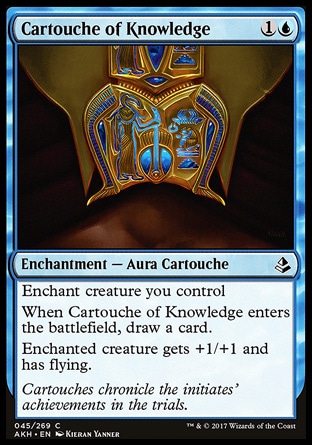 Cartouche of Knowledge 1
Enchantment — Aura Cartouche
Enchant creature you control
When Cartouche of Knowledge enters
the battlefield, draw a card.
Enchanted creature gets +1/+1 and
has flying.
Cartouches chronicle the initiates'
achievements in the trials.
045/269 C
AKH • EN KIERAN YANNER
™ & © 2017 Wizards of the Coast